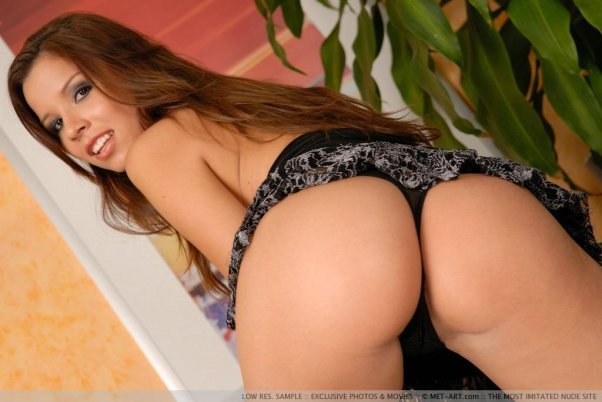 LOW RES. SAMPLE :: EXCLUSIVE PHOTOS & MOVIES :: © MET-ART.com :: THE MOST IMITATED NUDE SITE